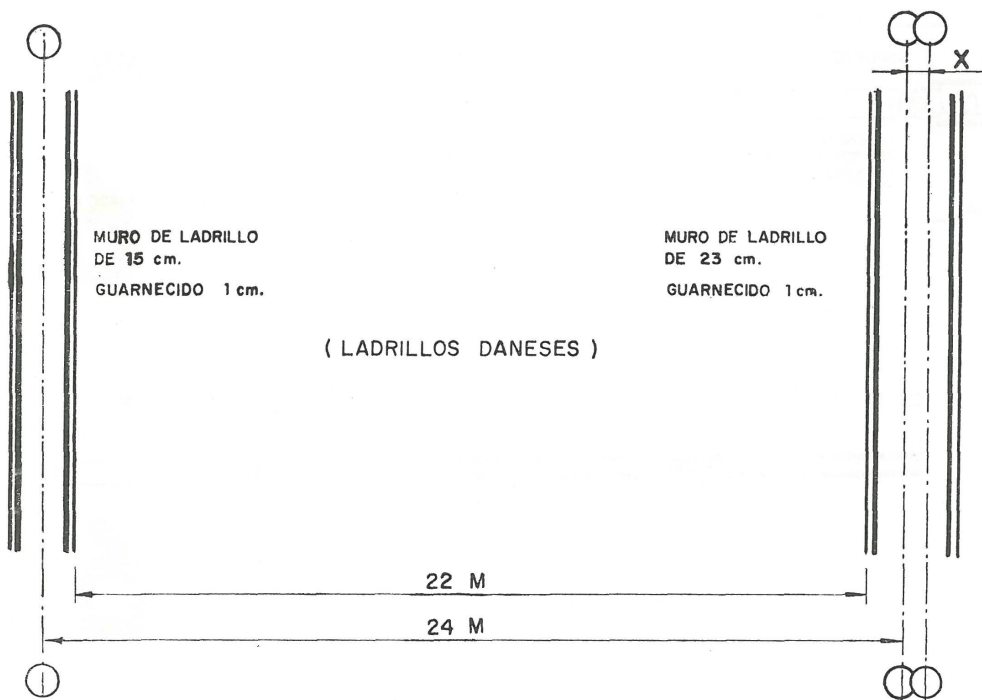 X
MURO DE LADRILLO
DE 15 cm.
GUARNECIDO 1 cm.
MURO DE LADRILLO
DE 23 cm.
GUARNECIDO 1 cm.
( LADRILLOS DANESES )
22 M
24 M